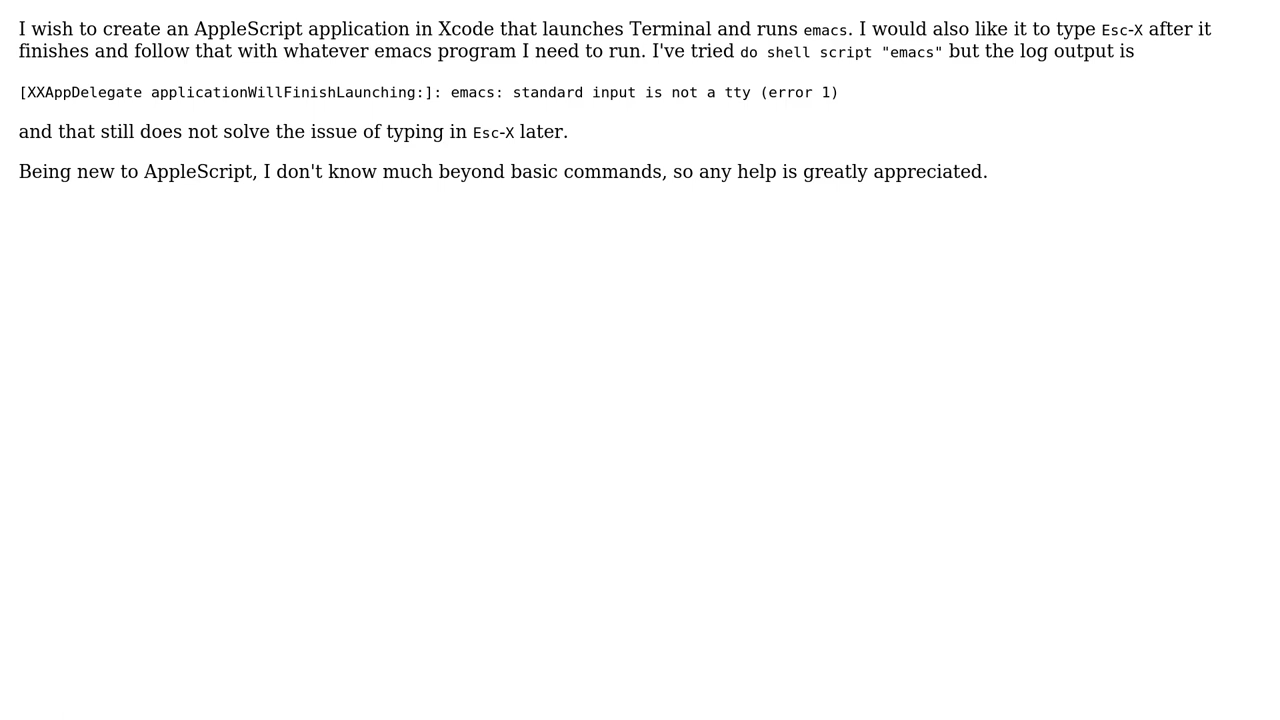 I wish to create an AppleScript application in Xcode that launches Terminal and runs emacs. I would also like it to type Esc-X after it
finishes and follow that with whatever emacs program I need to run. I've tried do shell script "emacs" but the log output is
[XXAppDelegate applicationWillFinishLaunching:]: emacs: standard input is not a tty (error 1)
and that still does not solve the issue of typing in Esc-X later.
Being new to AppleScript, I don't know much beyond basic commands, so any help is greatly appreciated.